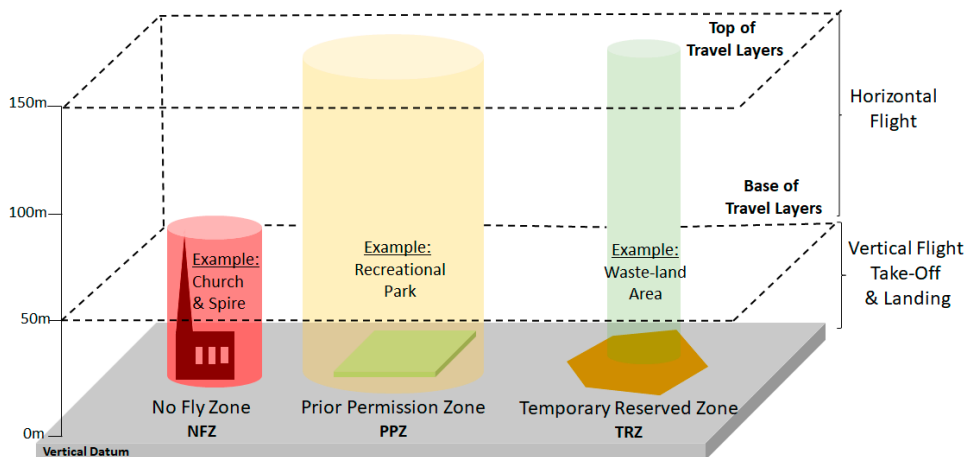 Top of
Travel Layers
150m
Horizontal
Flight
Base of
Travel Layers
100m
Example:
Church
& Spire
Example:
Recreational
Park
Example:
Waste-land
Area
Vertical Flight
Take-Off
& Landing
50m
No Fly Zone
NFZ
Prior Permission Zone
PPZ
Temporary Reserved Zone
TRZ
0m
Vertical Datum